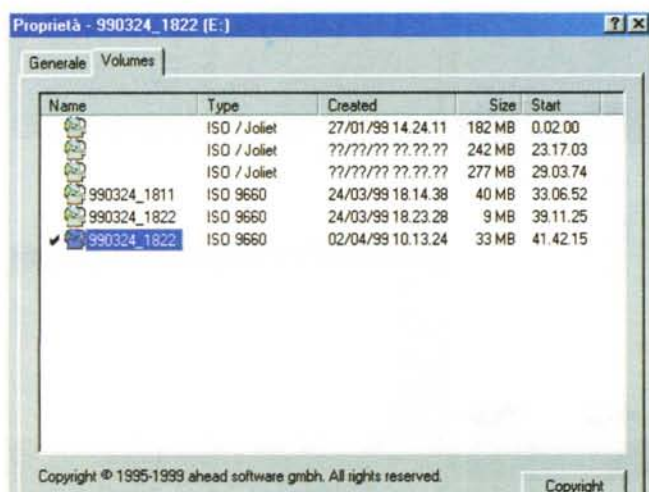 Proprietà - 990324_1822 (E:)
Generale Volumes
Name Type Created Size Start
ISO / Joliet 27/01/99 14.24.11 182 MB 0.02.00
ISO / Joliet ??/??/?? ??.??.?? 242 MB 23.17.03
ISO / Joliet ??/??/?? ??.??.?? 277 MB 29.03.74
990324_1811 ISO 9660 24/03/99 18.14.38 40 MB 33.06.52
990324_1822 ISO 9660 24/03/99 18.23.28 9 MB 39.11.25
990324_1822 ISO 9660 02/04/99 10.13.24 33 MB 41.42.15
Copyright © 1995-1999 ahead software gmbh. All rights reserved.
Copyright